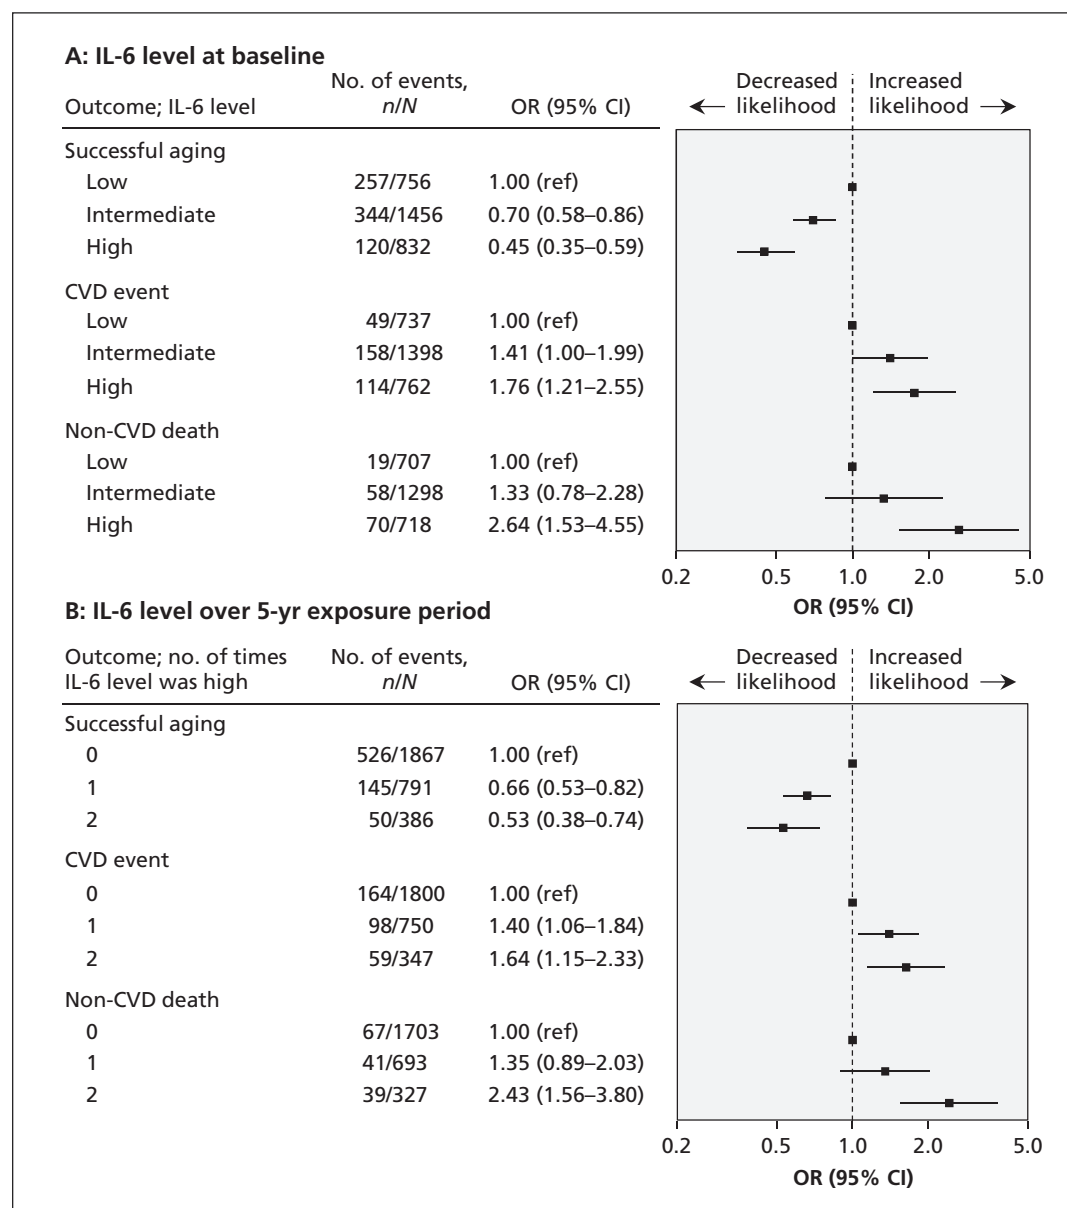 A: IL-6 level at baseline
Outcome; IL-6 level No. of events, n/N OR (95% CI) Decreased likelihood Increased likelihood
Successful aging
Low 257/756 1.00 (ref)
Intermediate 344/1456 0.70 (0.58–0.86)
High 120/832 0.45 (0.35–0.59)
CVD event
Low 49/737 1.00 (ref)
Intermediate 158/1398 1.41 (1.00–1.99)
High 114/762 1.76 (1.21–2.55)
Non-CVD death
Low 19/707 1.00 (ref)
Intermediate 58/1298 1.33 (0.78–2.28)
High 70/718 2.64 (1.53–4.55)
0.2 0.5 1.0 2.0 5.0
OR (95% CI)
B: IL-6 level over 5-yr exposure period
Outcome; no. of times No. of events, Decreased Increased
IL-6 level was high n/N OR (95% CI) likelihood likelihood
Successful aging
0 526/1867 1.00 (ref)
1 145/791 0.66 (0.53–0.82)
2 50/386 0.53 (0.38–0.74)
CVD event
0 164/1800 1.00 (ref)
1 98/750 1.40 (1.06–1.84)
2 59/347 1.64 (1.15–2.33)
Non-CVD death
0 67/1703 1.00 (ref)
1 41/693 1.35 (0.89–2.03)
2 39/327 2.43 (1.56–3.80)
0.2 0.5 1.0 2.0 5.0
OR (95% CI)